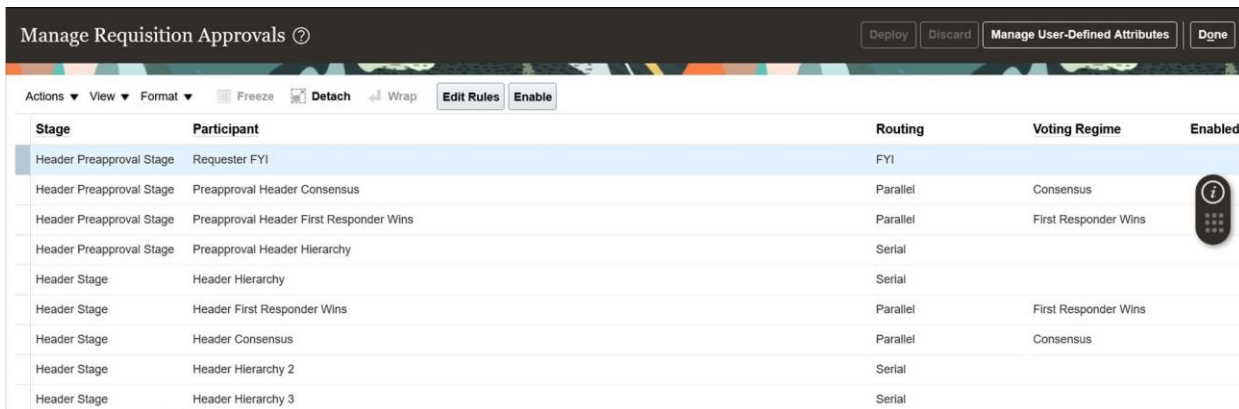 Manage Requisition Approvals ? Deploy Discard Manage User-Defined Attributes Done
Actions View Format Freeze Detach Wrap Edit Rules Enable
Stage Participant Routing Voting Regime Enabled
Header Preapproval Stage Requester FYI FYI
Header Preapproval Stage Preapproval Header Consensus Parallel Consensus
Header Preapproval Stage Preapproval Header First Responder Wins Parallel First Responder Wins
Header Preapproval Stage Preapproval Header Hierarchy Serial
Header Stage Header Hierarchy Serial
Header Stage Header First Responder Wins Parallel First Responder Wins
Header Stage Header Consensus Parallel Consensus
Header Stage Header Hierarchy 2 Serial
Header Stage Header Hierarchy 3 Serial